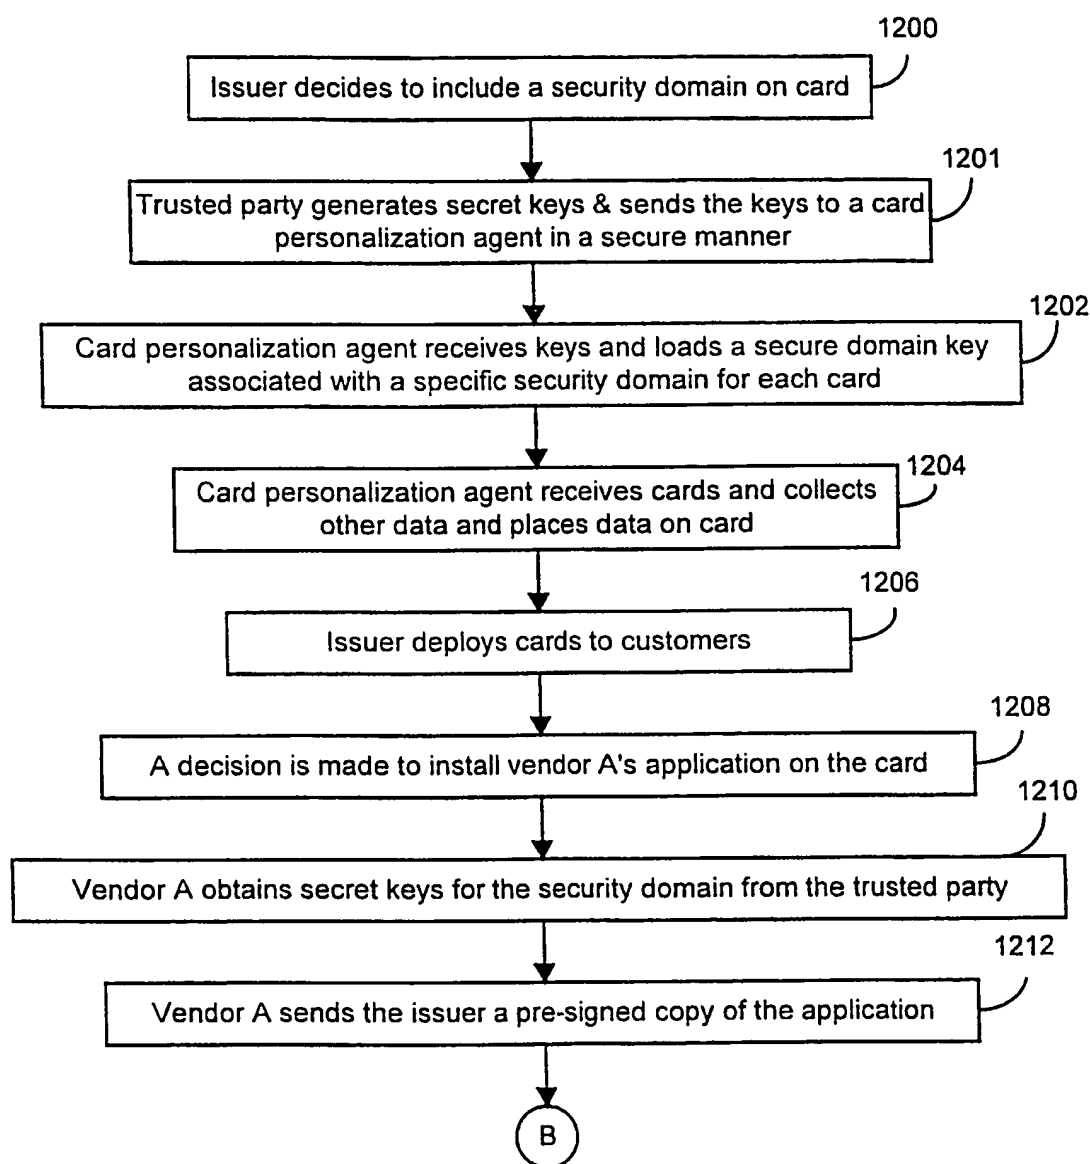 1200
Issuer decides to include a security domain on card
1201
Trusted party generates secret keys & sends the keys to a card
personalization agent in a secure manner
1202
Card personalization agent receives keys and loads a secure domain key
associated with a specific security domain for each card
1204
Card personalization agent receives cards and collects
other data and places data on card
1206
Issuer deploys cards to customers
1208
A decision is made to install vendor A's application on the card
1210
Vendor A obtains secret keys for the security domain from the trusted party
1212
Vendor A sends the issuer a pre-signed copy of the application
B